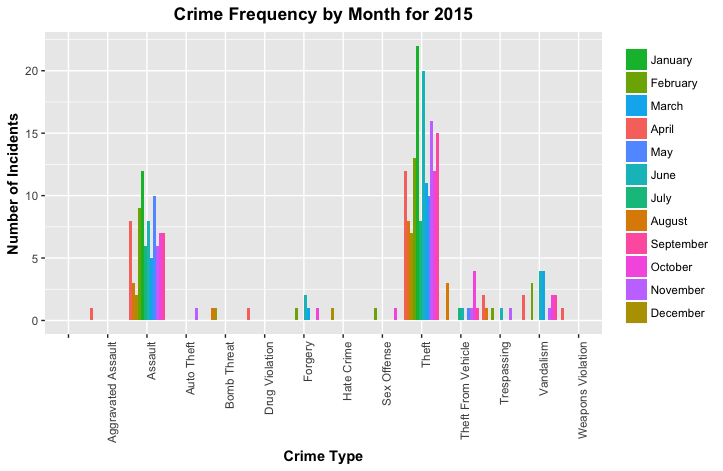 Crime Frequency by Month for 2015
Number of Incidents
20
15
10
5
0
Aggravated Assault
Assault
Auto Theft
Bomb Threat
Drug Violation
Forgery
Hate Crime
Sex Offense
Theft
Theft From Vehicle
Trespassing
Vandalism
Weapons Violation
Crime Type
January
February
March
April
May
June
July
August
September
October
November
December